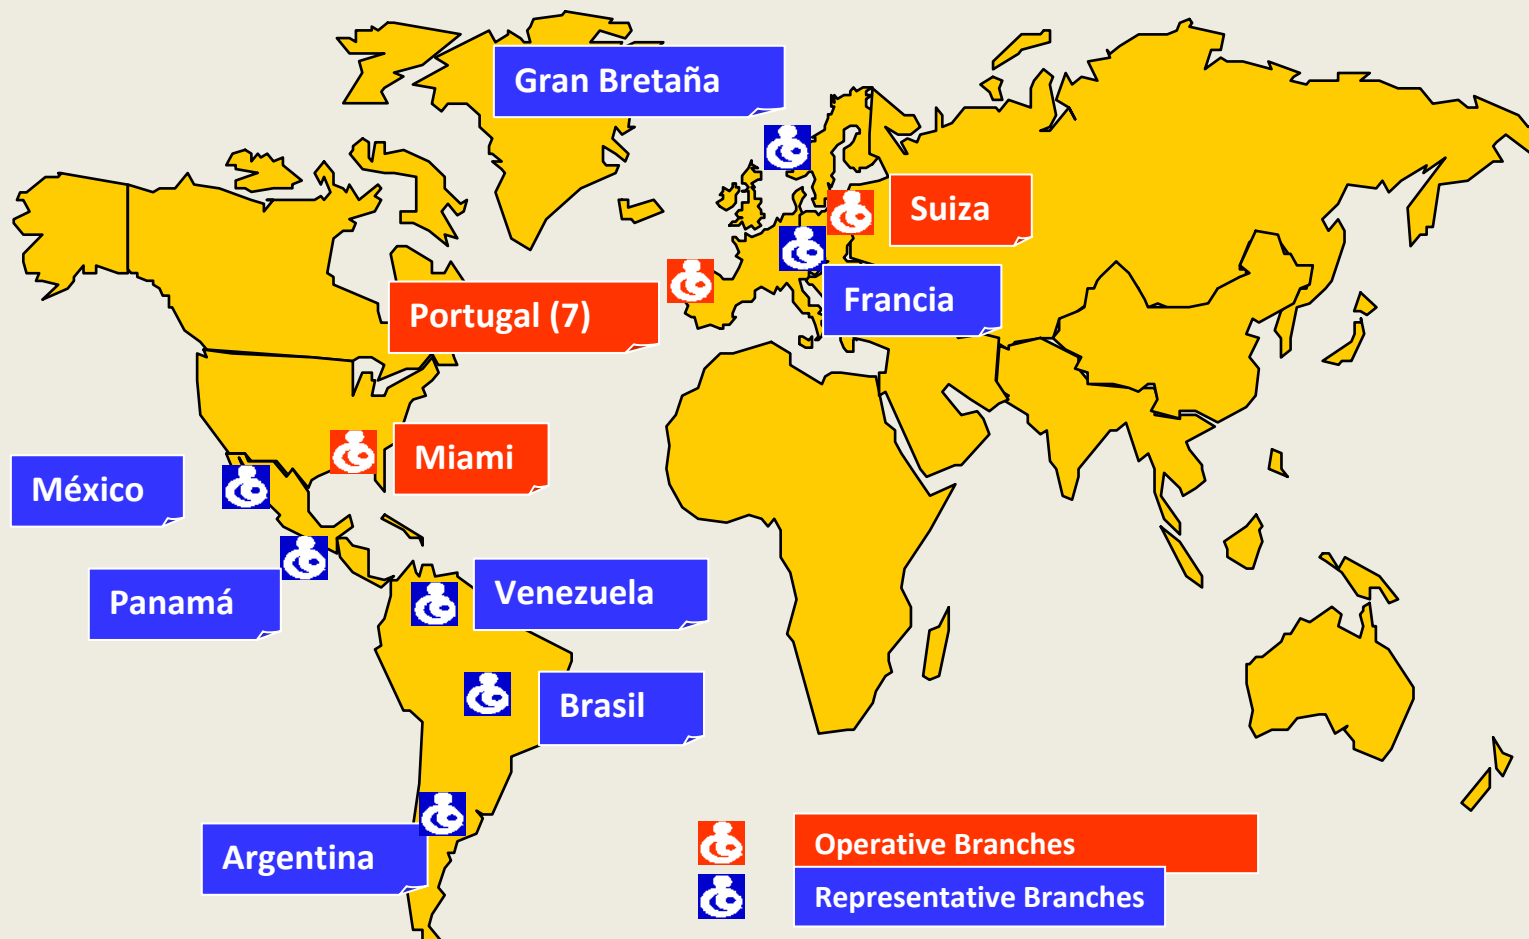 Gran Bretaña
Suiza
Francia
Portugal (7)
Miami
México
Panamá
Venezuela
Brasil
Argentina
Operative Branches
Representative Branches